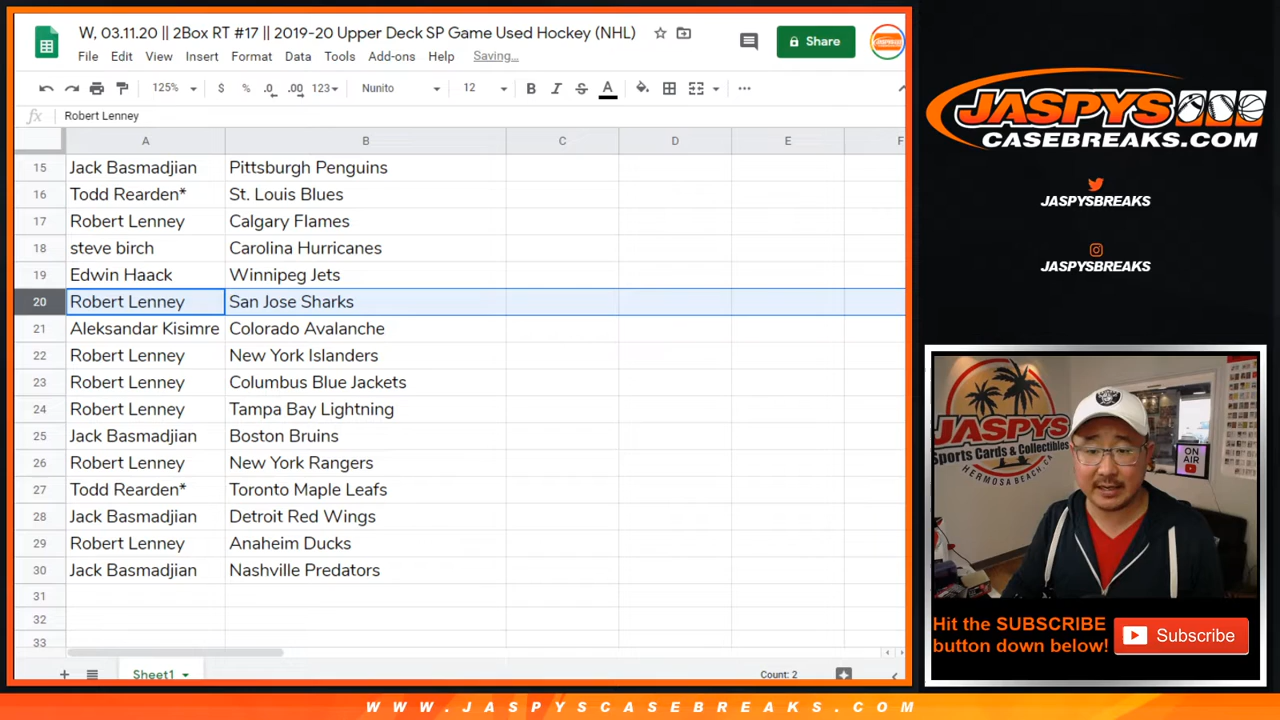 W, 03.11.20 || 2Box RT #17 || 2019-20 Upper Deck SP Game Used Hockey (NHL)
File Edit View Insert Format Data Tools Add-ons Help Saving...
Share
125% $ % .0 .00 123 Nunito 12 B I S A
fx Robert Lenney
A B C D E F
15 Jack Basmadjian Pittsburgh Penguins
16 Todd Rearden* St. Louis Blues
17 Robert Lenney Calgary Flames
18 steve birch Carolina Hurricanes
19 Edwin Haack Winnipeg Jets
20 Robert Lenney San Jose Sharks
21 Aleksandar Kisimre Colorado Avalanche
22 Robert Lenney New York Islanders
23 Robert Lenney Columbus Blue Jackets
24 Robert Lenney Tampa Bay Lightning
25 Jack Basmadjian Boston Bruins
26 Robert Lenney New York Rangers
27 Todd Rearden* Toronto Maple Leafs
28 Jack Basmadjian Detroit Red Wings
29 Robert Lenney Anaheim Ducks
30 Jack Basmadjian Nashville Predators
31
32
33
Sheet1
Count: 2
JASPYS
CASEBREAKS.COM
JASPYSBREAKS
JASPYSBREAKS
JASPYS
Sports Cards & Collectibles
HERMOSA BEACH CA
ON
AIR
Hit the SUBSCRIBE
button down below!
Subscribe
WWW.JASPYSCASEBREAKS.COM